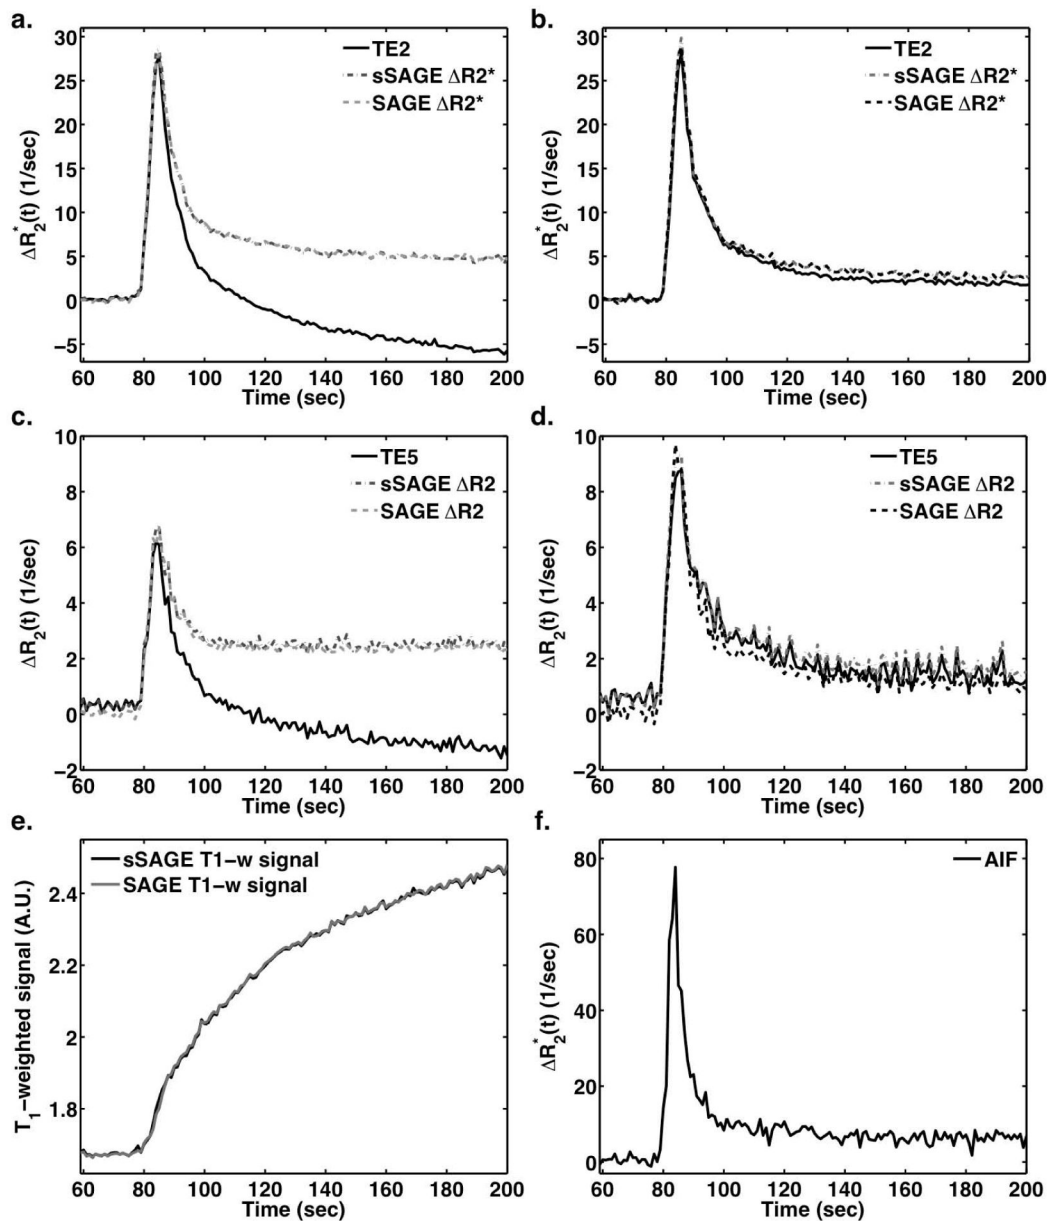 a.
30
25
20
15
10
5
0
−5
ΔR₂*(t) (1/sec)
TE2
sSAGE ΔR2*
SAGE ΔR2*
60 80 100 120 140 160 180 200
Time (sec)
b.
30
25
20
15
10
5
0
−5
ΔR₂*(t) (1/sec)
TE2
sSAGE ΔR2*
SAGE ΔR2*
60 80 100 120 140 160 180 200
Time (sec)
c.
10
8
6
4
2
0
−2
ΔR₂(t) (1/sec)
TE5
sSAGE ΔR2
SAGE ΔR2
60 80 100 120 140 160 180 200
Time (sec)
d.
10
8
6
4
2
0
−2
ΔR₂(t) (1/sec)
TE5
sSAGE ΔR2
SAGE ΔR2
60 80 100 120 140 160 180 200
Time (sec)
e.
2.4
2.2
2
1.8
T₁−weighted signal (A.U.)
sSAGE T1−w signal
SAGE T1−w signal
60 80 100 120 140 160 180 200
Time (sec)
f.
80
60
40
20
0
ΔR₂*(t) (1/sec)
AIF
60 80 100 120 140 160 180 200
Time (sec)